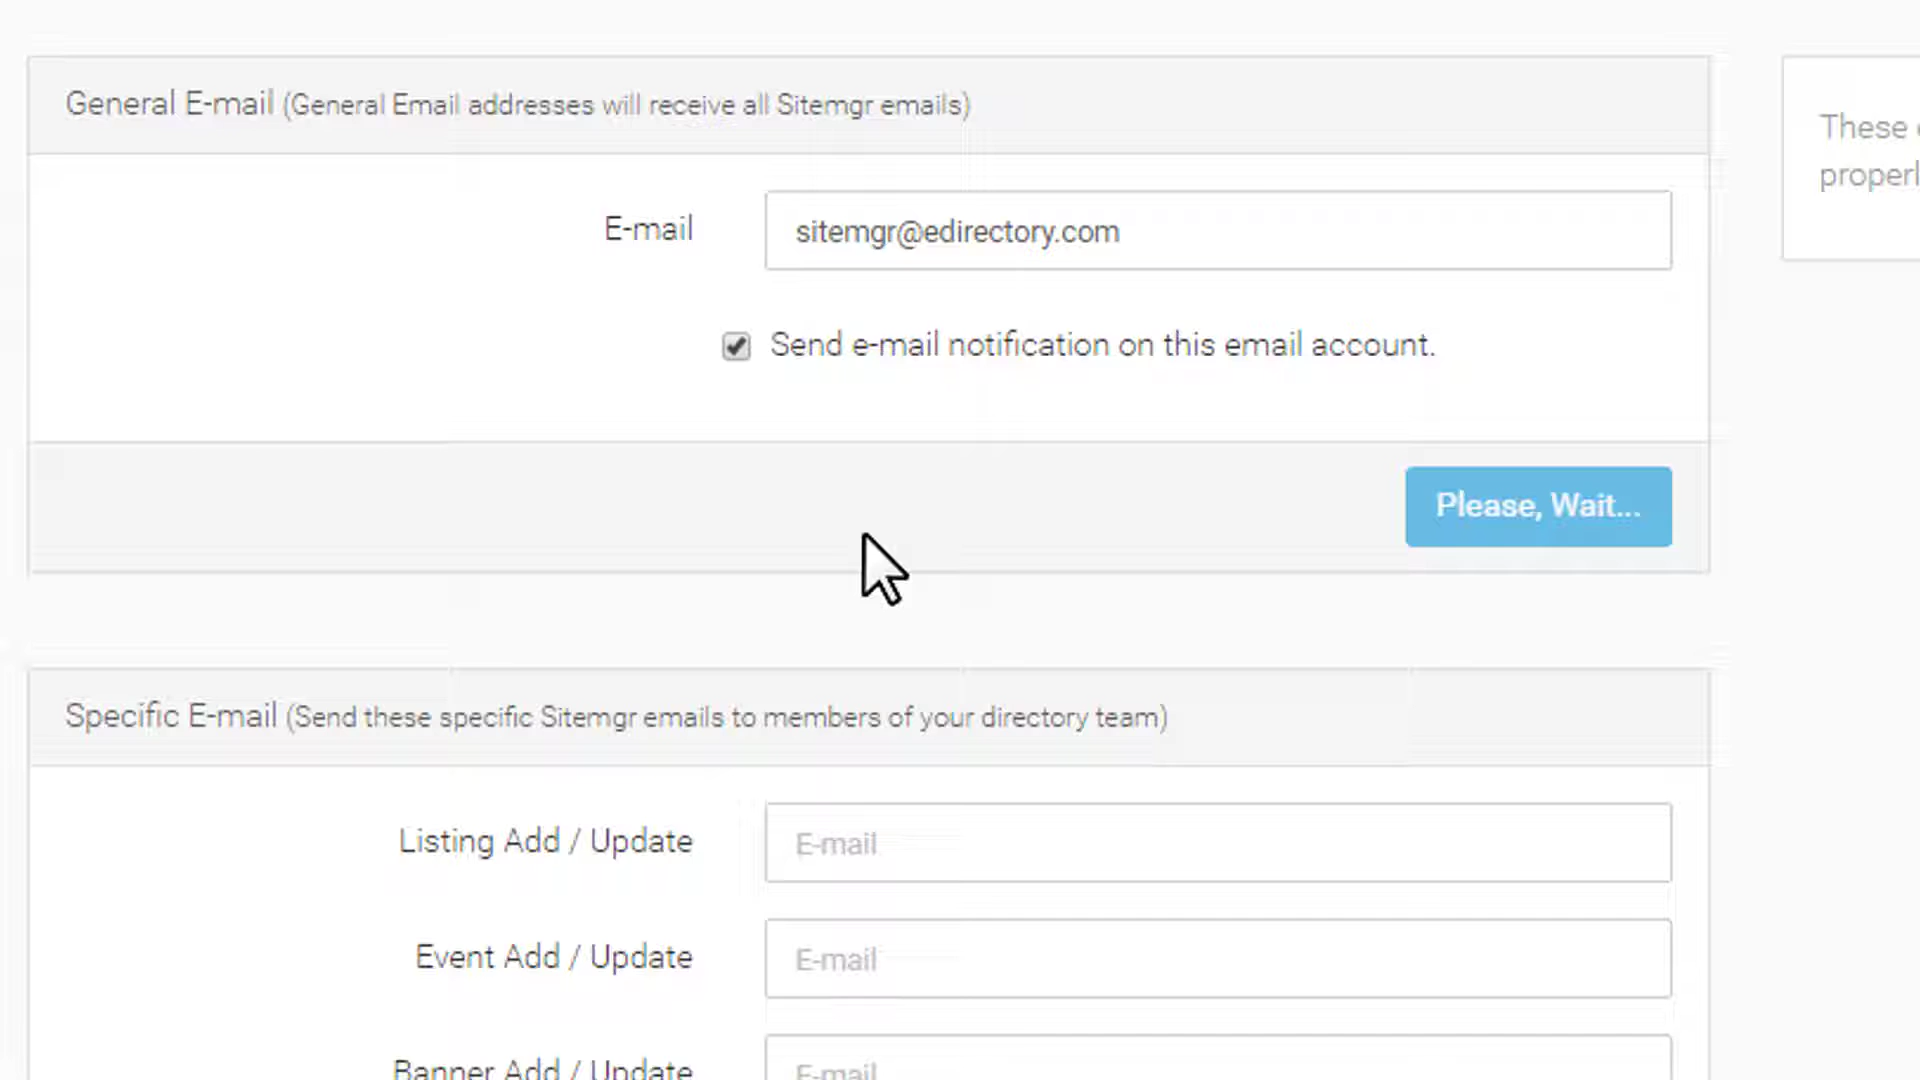 General E-mail (General Email addresses will receive all Sitemgr emails)
These
E-mail
sitemgr@edirectory.com
Send e-mail notification on this email account.
Please, Wait...
Specific E-mail (Send these specific Sitemgr emails to members of your directory team)
Listing Add / Update
E-mail
Event Add / Update
E-mail
Banner Add / Update
E-mail